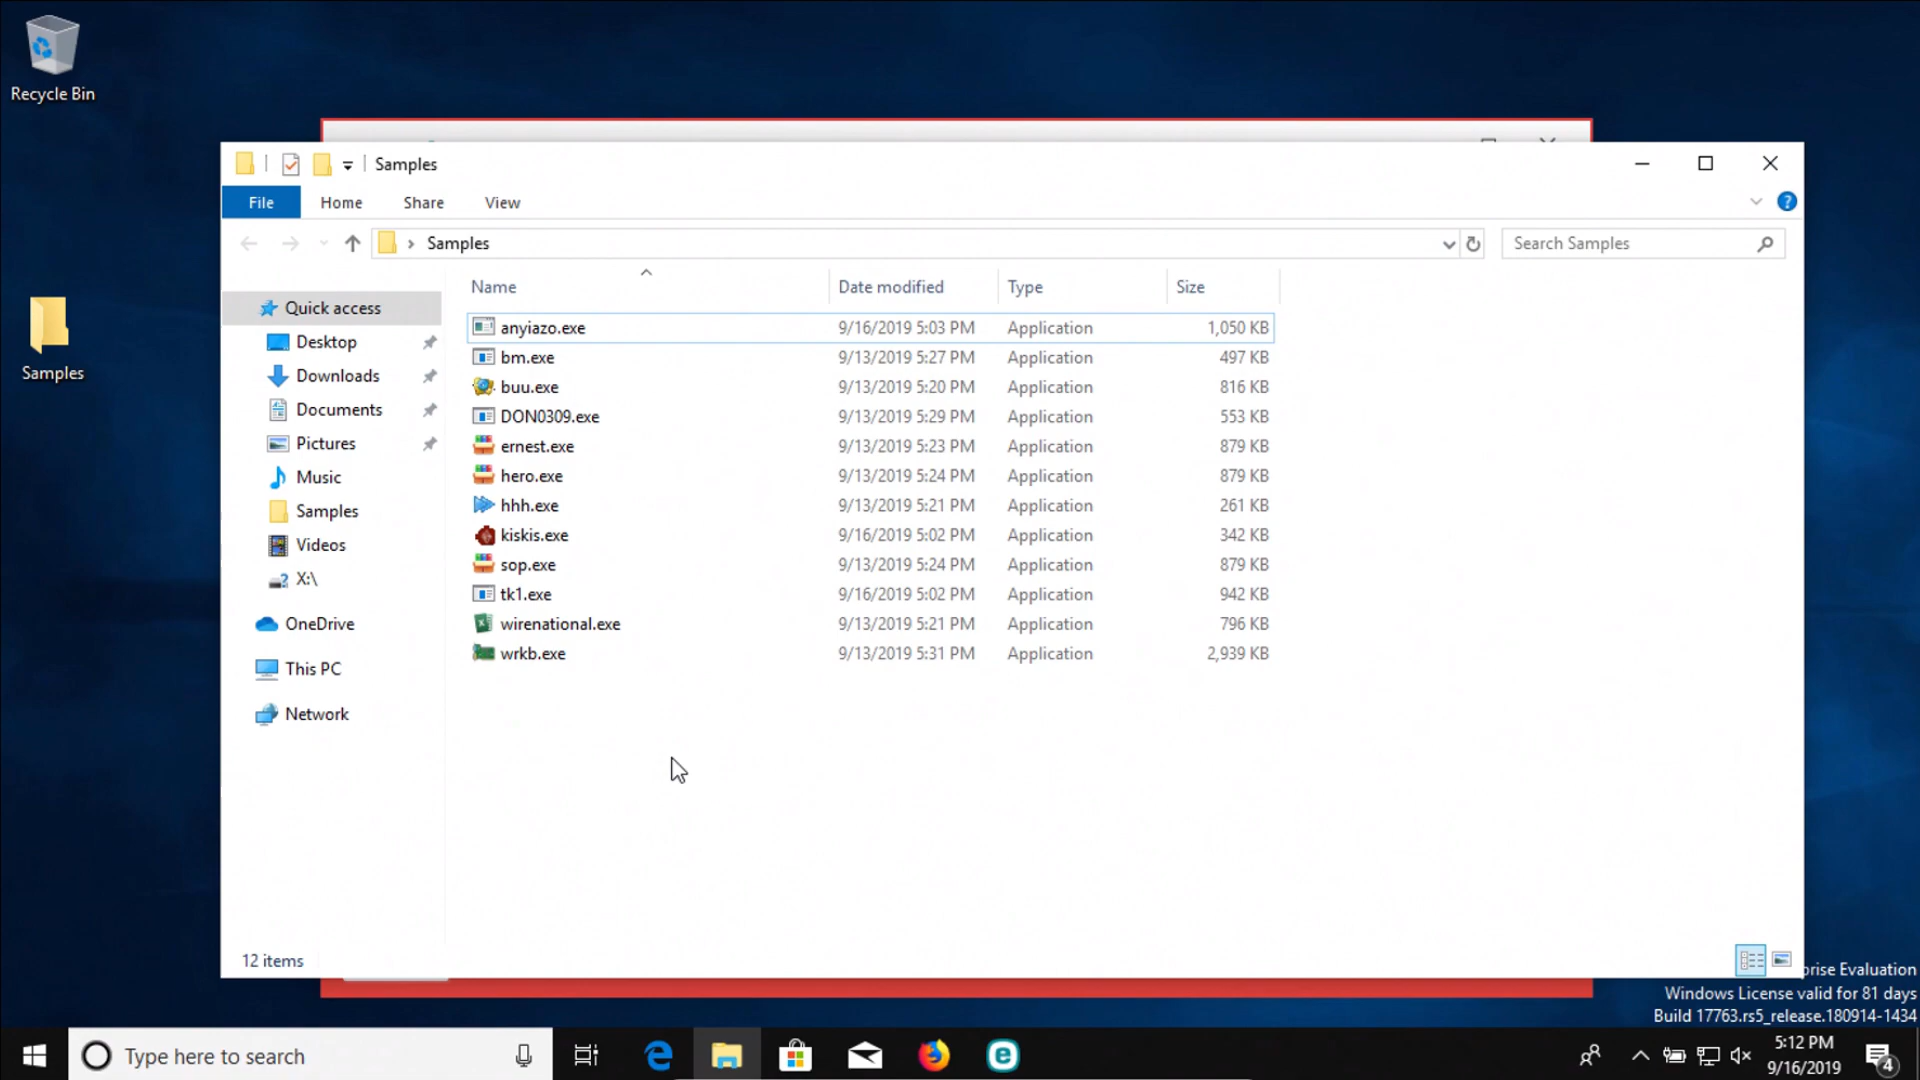 Recycle Bin
Samples
Samples
File Home Share View
?
Samples
Search Samples
Name Date modified Type Size
Quick access
Desktop
Downloads
Documents
Pictures
Music
Samples
Videos
X:\
OneDrive
This PC
Network
anyiazo.exe 9/16/2019 5:03 PM Application 1,050 KB
bm.exe 9/13/2019 5:27 PM Application 497 KB
buu.exe 9/13/2019 5:20 PM Application 816 KB
DON0309.exe 9/13/2019 5:29 PM Application 553 KB
ernest.exe 9/13/2019 5:23 PM Application 879 KB
hero.exe 9/13/2019 5:24 PM Application 879 KB
hhh.exe 9/13/2019 5:21 PM Application 261 KB
kiskis.exe 9/16/2019 5:02 PM Application 342 KB
sop.exe 9/13/2019 5:24 PM Application 879 KB
tk1.exe 9/16/2019 5:02 PM Application 942 KB
wirenational.exe 9/13/2019 5:21 PM Application 796 KB
wrkb.exe 9/13/2019 5:31 PM Application 2,939 KB
12 items
prise Evaluation
Windows License valid for 81 days
Build 17763.rs5_release.180914-1434
Type here to search
5:12 PM
9/16/2019
4